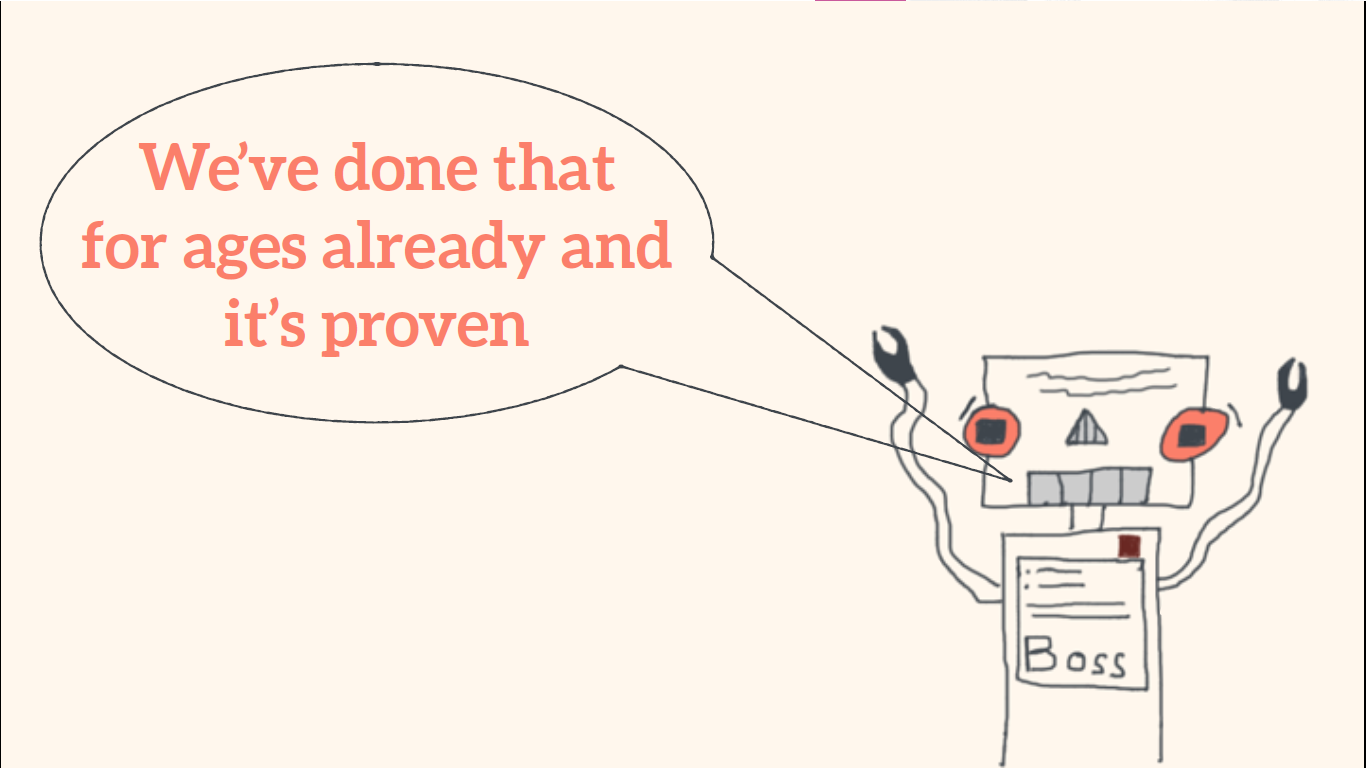 We’ve done that
for ages already and
it’s proven
Boss